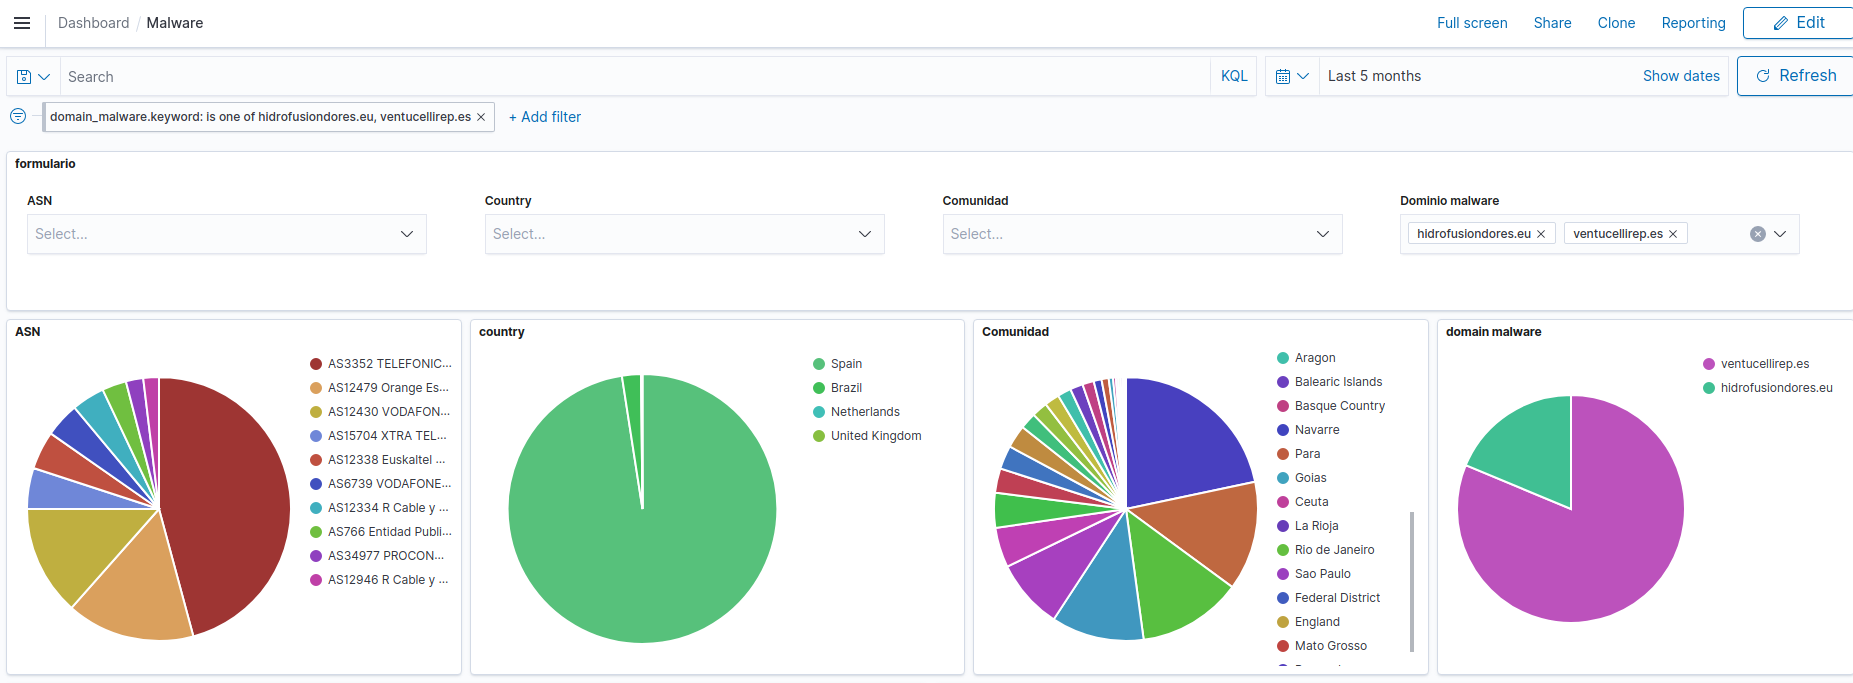 Dashboard / Malware
Full screen Share Clone Reporting Edit
Search KQL Last 5 months Show dates Refresh
domain_malware.keyword: is one of hidrofusiondores.eu, ventucellirep.es × + Add filter
formulario
ASN Country Comunidad Dominio malware
Select... Select... Select... hidrofusiondores.eu × ventucellirep.es ×
ASN
AS3352 TELEFONIC...
AS12479 Orange Es...
AS12430 VODAFON...
AS15704 XTRA TEL...
AS12338 Euskaltel ...
AS6739 VODAFONE...
AS12334 R Cable y ...
AS766 Entidad Publi...
AS34977 PROCON...
AS12946 R Cable y ...
country
Spain
Brazil
Netherlands
United Kingdom
Comunidad
Aragon
Balearic Islands
Basque Country
Navarre
Para
Goias
Ceuta
La Rioja
Rio de Janeiro
Sao Paulo
Federal District
England
Mato Grosso
domain malware
ventucellirep.es
hidrofusiondores.eu